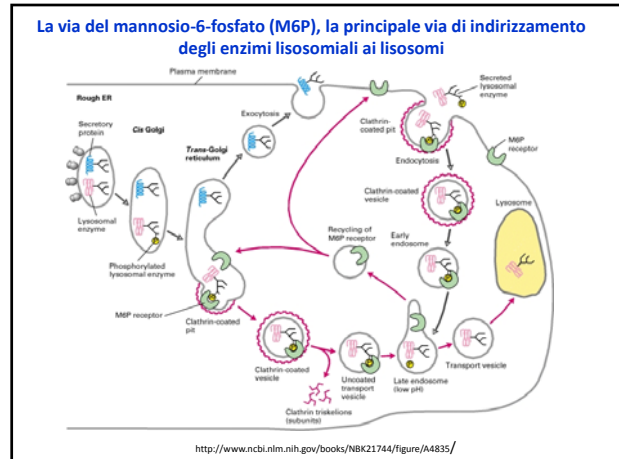 La via del mannosio-6-fosfato (M6P), la principale via di indirizzamento
degli enzimi lisosomiali ai lisosomi
Plasma membrane
Rough ER
Secretory
protein
Cis Golgi
Trans-Golgi
reticulum
Exocytosis
Clathrin-
coated pit
Secreted
lysosomal
enzyme
Endocytosis
M6P
receptor
Clathrin-coated
vesicle
Lysosome
Lysosomal
enzyme
Phosphorylated
lysosomal enzyme
Recycling of
M6P receptor
Early
endosome
M6P receptor
Clathrin-coated
pit
Clathrin-coated
vesicle
Clathrin triskelions
(subunits)
Uncoated
transport
vesicle
Late endosome
(low pH)
Transport vesicle
http://www.ncbi.nlm.nih.gov/books/NBK21744/figure/A4835/